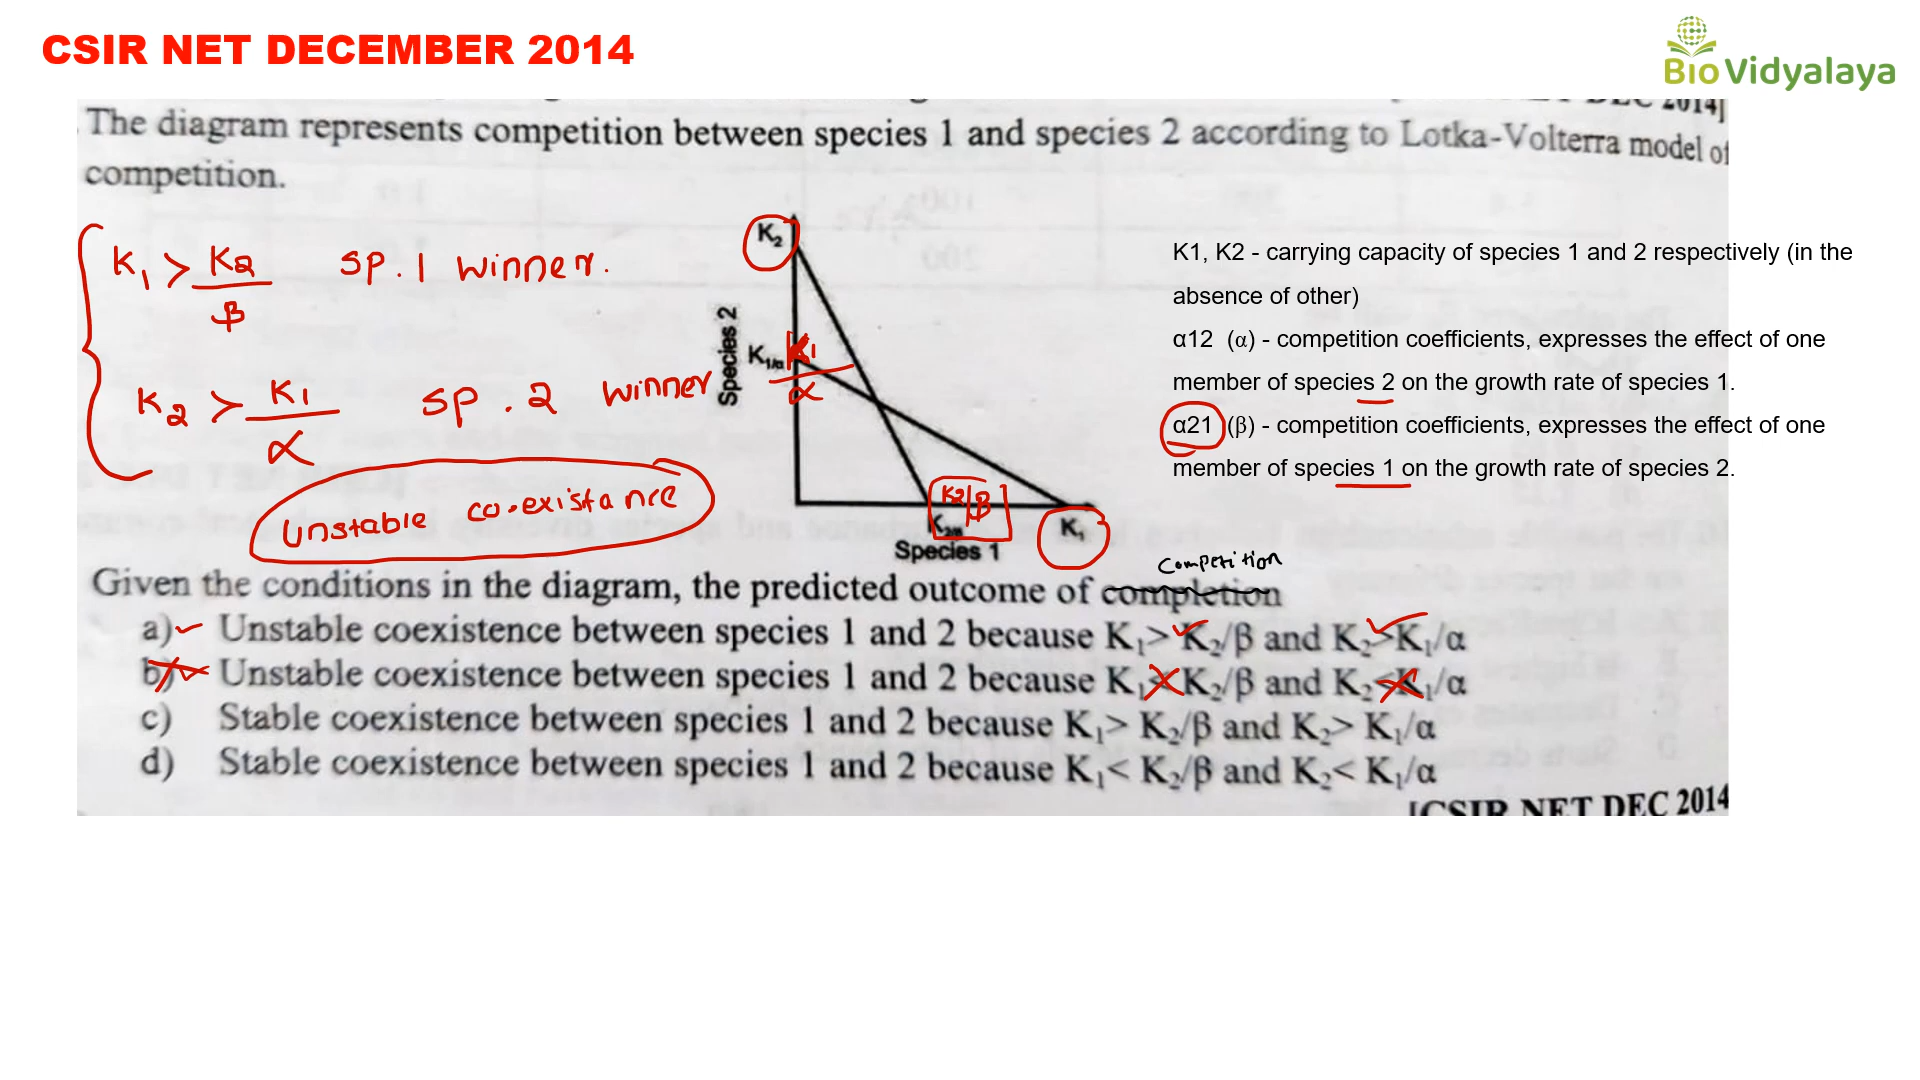 CSIR NET DECEMBER 2014
Bio Vidyalaya
DEC 2014]
The diagram represents competition between species 1 and species 2 according to Lotka-Volterra model of
competition.
K₁ > K₂/β sp. 1 winner.
K₂ > K₁/α sp. 2 winner
unstable co-existance
K₂
Species 2
K₁/α
K₁/α
K₂/β
K₁
Species 1
K1, K2 - carrying capacity of species 1 and 2 respectively (in the
absence of other)
α12 (α) - competition coefficients, expresses the effect of one
member of species 2 on the growth rate of species 1.
α21 (β) - competition coefficients, expresses the effect of one
member of species 1 on the growth rate of species 2.
competition
Given the conditions in the diagram, the predicted outcome of completion
a) Unstable coexistence between species 1 and 2 because K₁> K₂/β and K₂>K₁/α
b) Unstable coexistence between species 1 and 2 because K₁< K₂/β and K₂<K₁/α
c) Stable coexistence between species 1 and 2 because K₁> K₂/β and K₂> K₁/α
d) Stable coexistence between species 1 and 2 because K₁< K₂/β and K₂< K₁/α
[CSIR NET DEC 2014